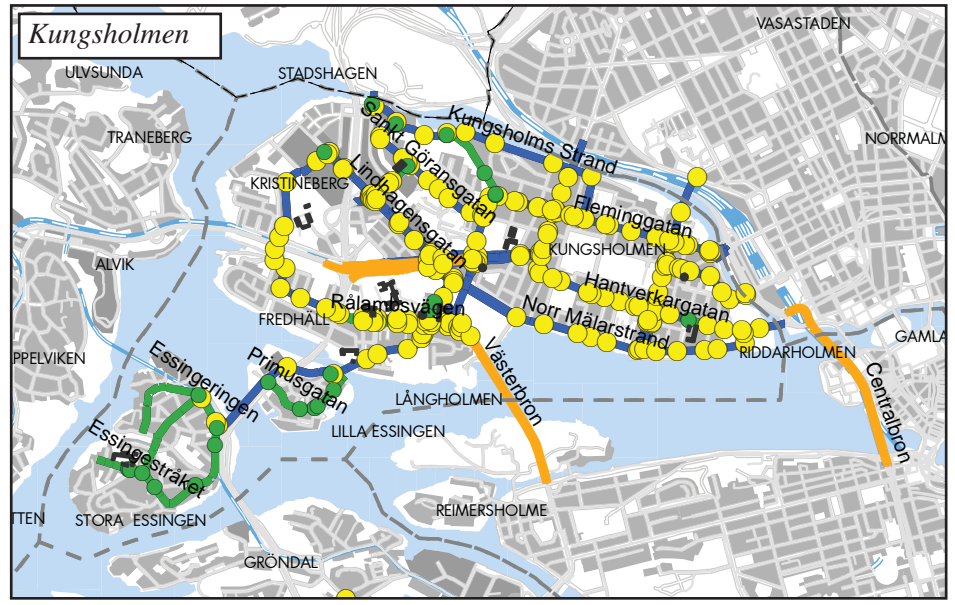 Kungsholmen
VASASTADEN
ULVSUNDA
STADSHAGEN
TRANEBERG
Sankt Göransgatan
Kungsholms Strand
NORRMALM
KRISTINEBERG
Lindhagensgatan
Fleminggatan
KUNGSHOLMEN
ALVIK
Hantverkargatan
Rålambsvägen
Norr Mälarstrand
FREDHÄLL
GAMLA
PPELVIKEN
Essingeringen
Primusgatan
Västerbron
RIDDARHOLMEN
Centralbron
LÅNGHOLMEN
Essingestråket
LILLA ESSINGEN
TTEN
STORA ESSINGEN
REIMERSHOLME
GRÖNDAL